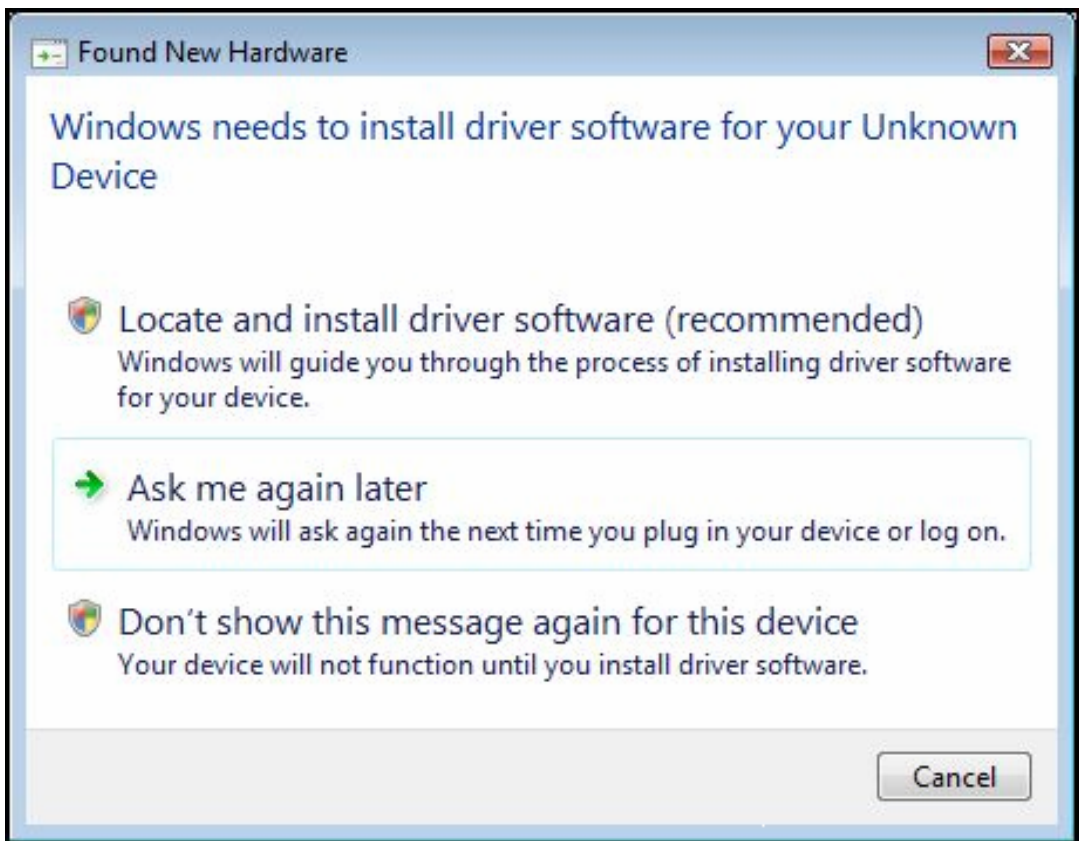 Found New Hardware
Windows needs to install driver software for your Unknown
Device
Locate and install driver software (recommended)
Windows will guide you through the process of installing driver software
for your device.
Ask me again later
Windows will ask again the next time you plug in your device or log on.
Don't show this message again for this device
Your device will not function until you install driver software.
Cancel